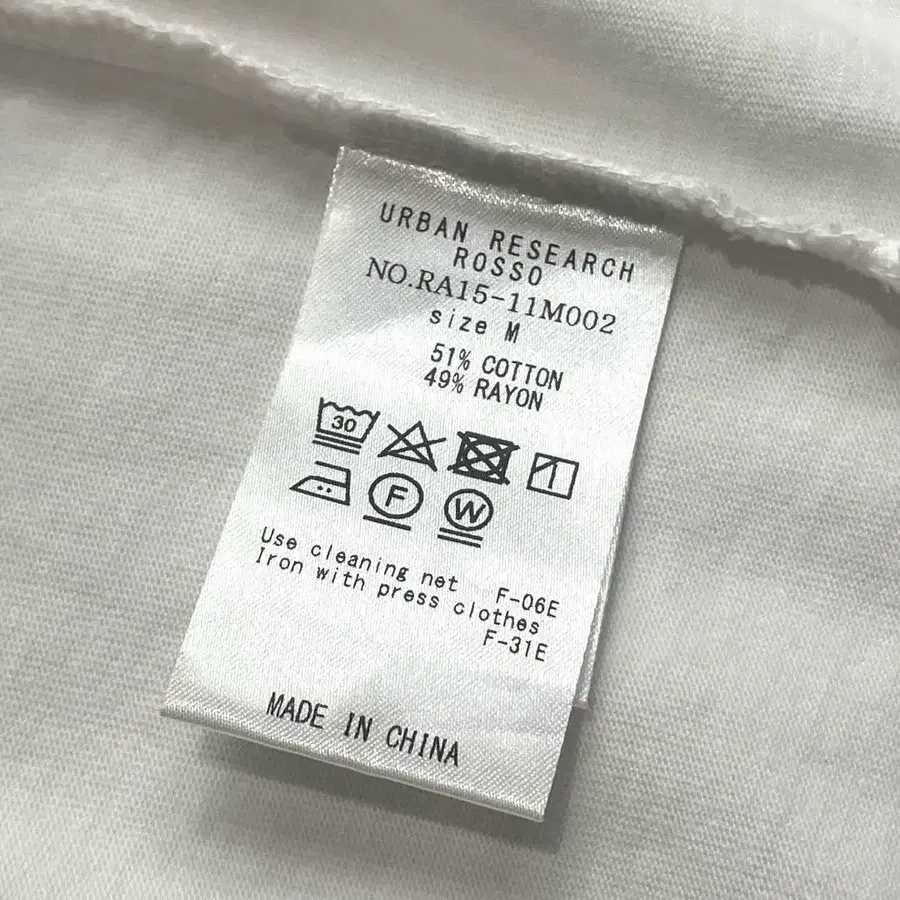 URBAN RESEARCH
ROSSO
NO.RA15-11M002
size M
51% COTTON
49% RAYON
30
F
W
Use cleaning net F-06E
Iron with press clothes
F-31E
MADE IN CHINA